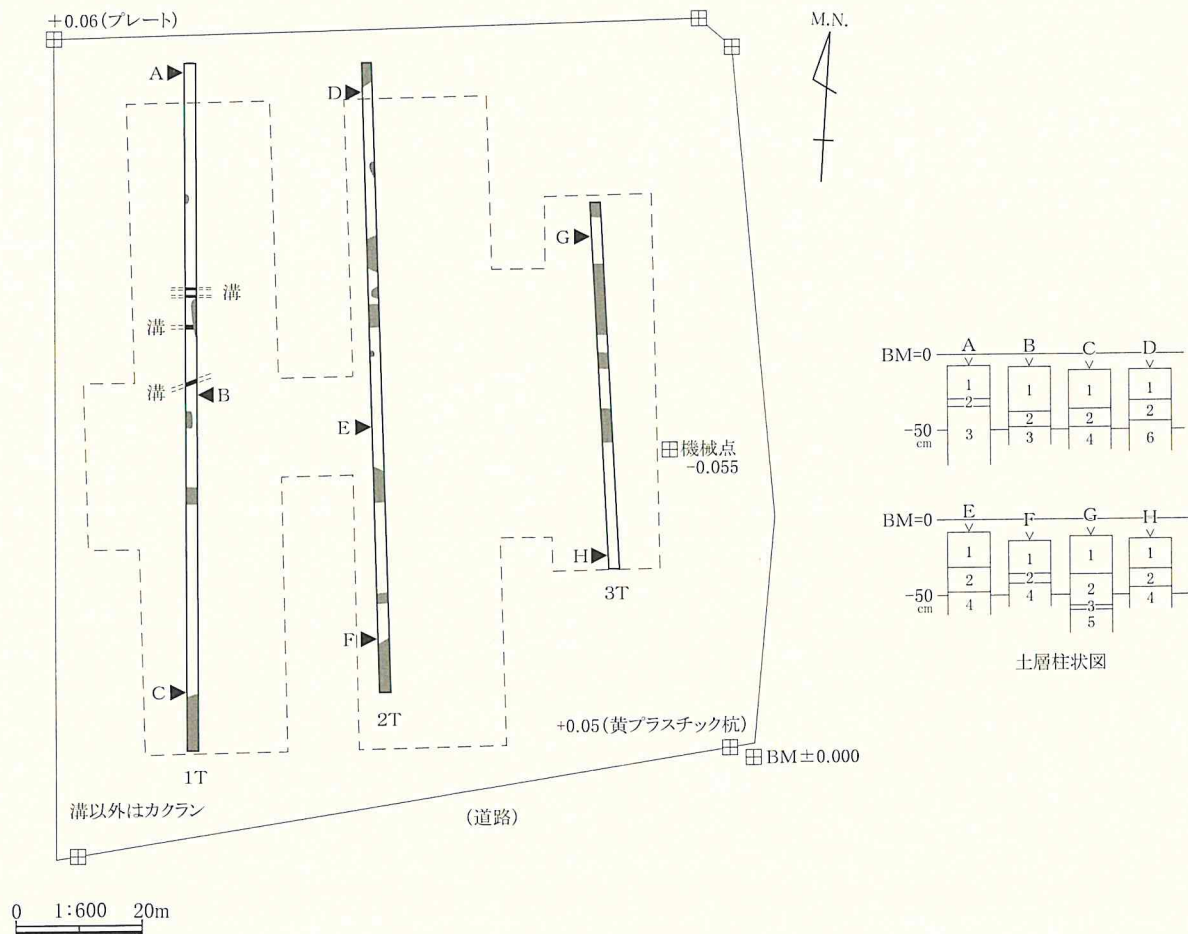 +0.06(プレート)
M.N.
A
D
G
溝
溝
溝
B
E
機械点
-0.055
H
3T
F
C
2T
+0.05(黄プラスチック杭)
BM±0.000
1T
溝以外はカクラン
(道路)
0 1:600 20m
BM=0 A B C D
1 1 1 1
2 2 2 2
-50 3 3 4 6
cm
BM=0 E F G H
1 1 1 1
2 2 2 2
-50 4 4 3 4
cm 5
土層柱状図